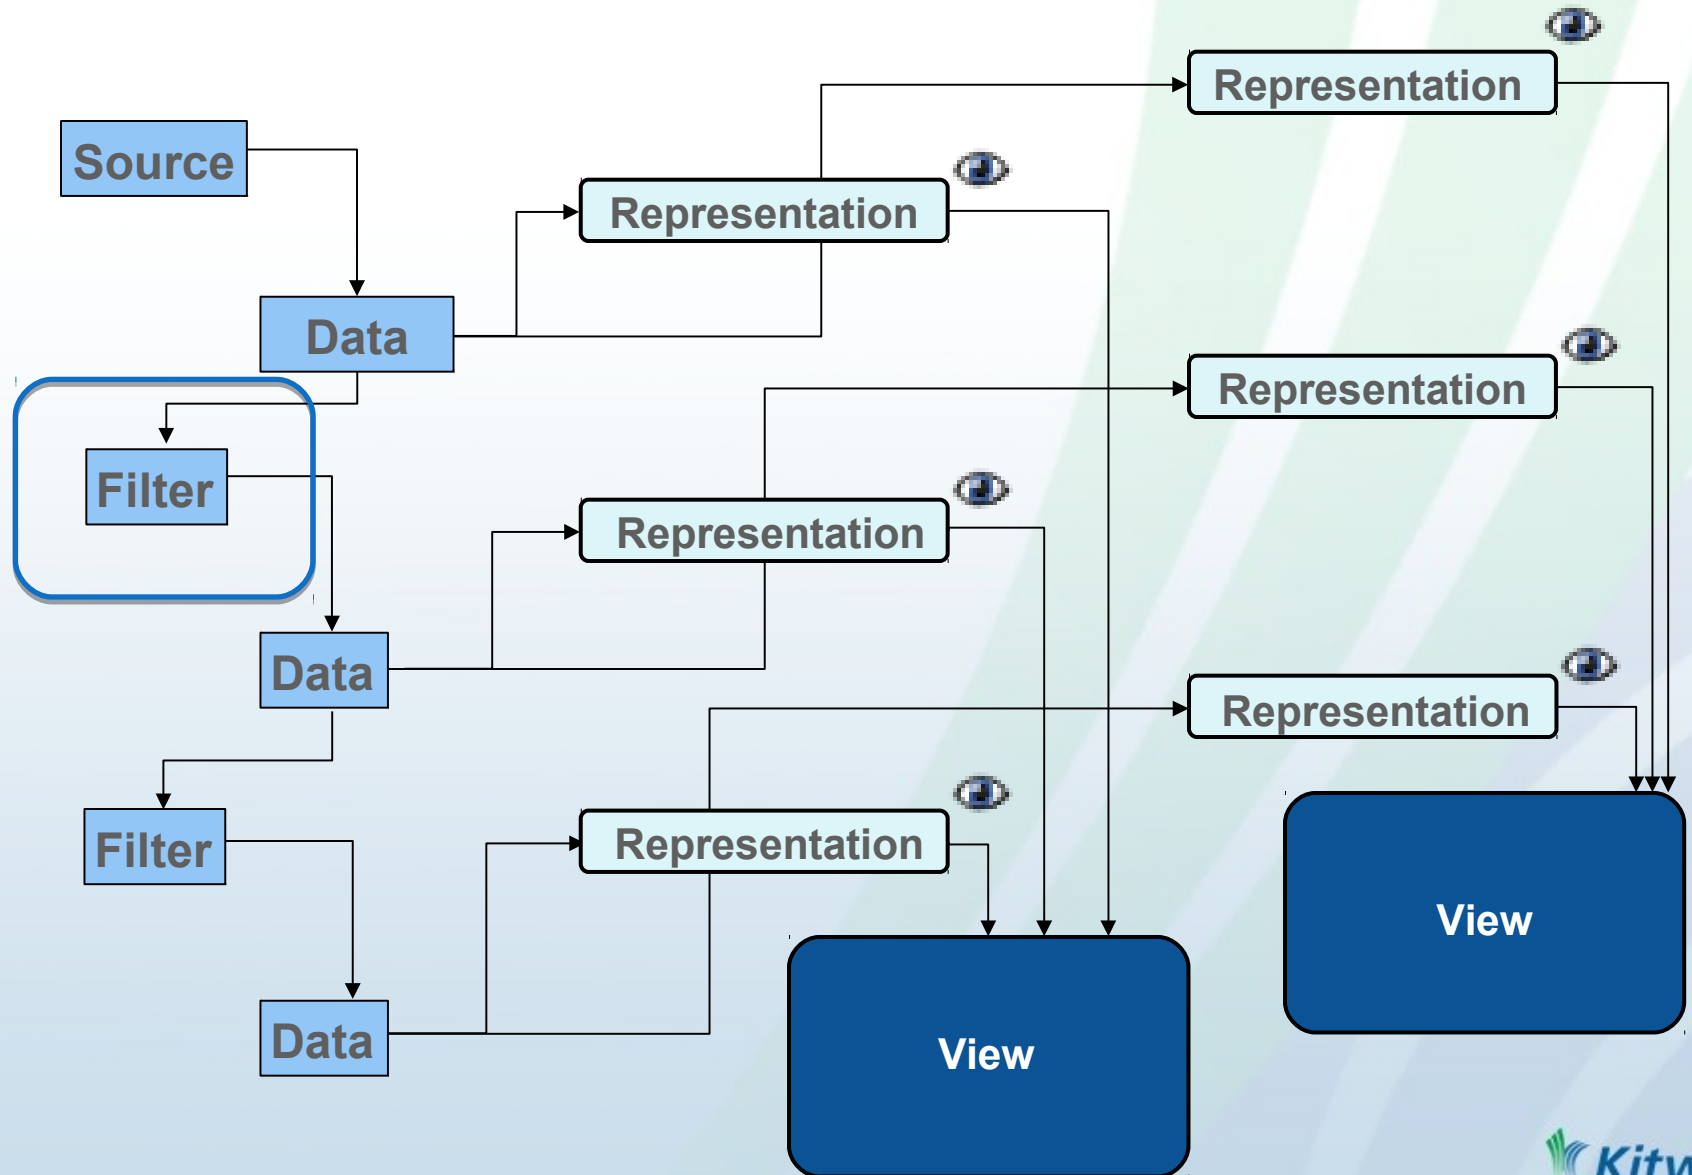 Representation
Source
Representation
Data
Representation
Filter
Representation
Data
Representation
Filter
Representation
View
Data
View